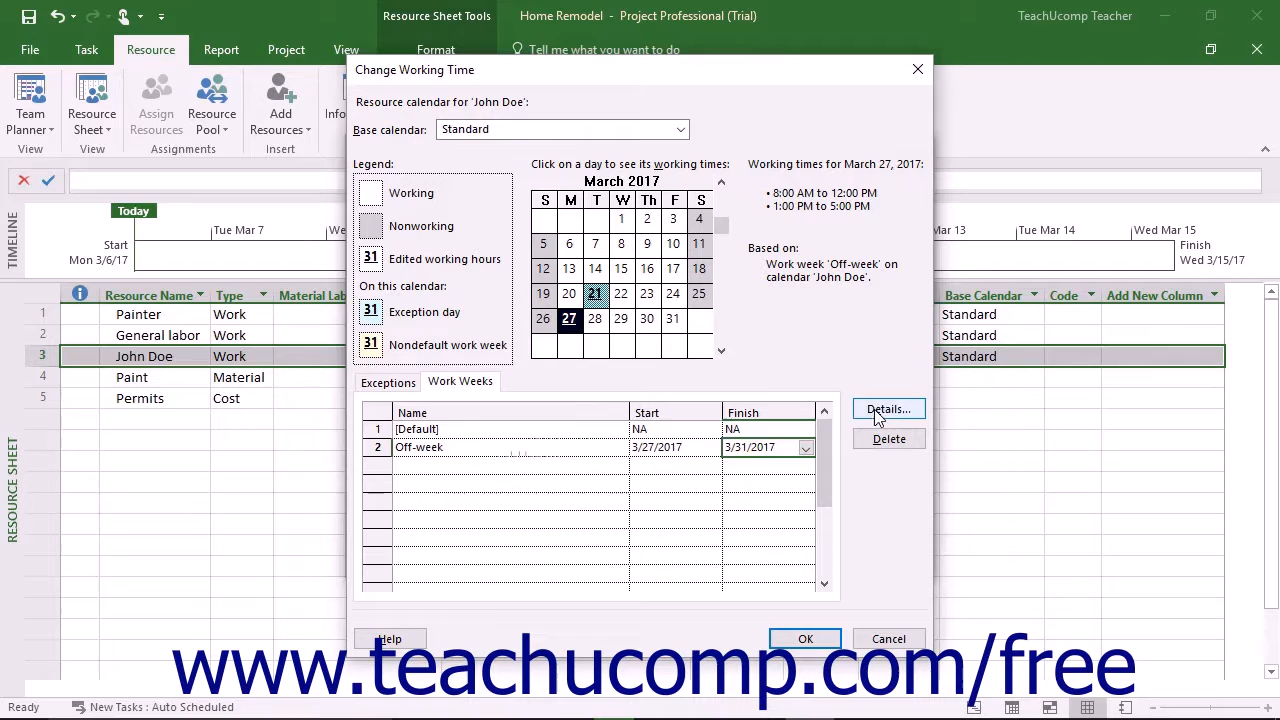 Resource Sheet Tools
Home Remodel - Project Professional (Trial)
TeachUcomp Teacher
File Task Resource Report Project View Format Tell me what you want to do
Team Planner
Resource Sheet
Assign Resources
Resource Pool
Add Resources
View View Assignments Insert
Change Working Time
Resource calendar for 'John Doe':
Base calendar: Standard
Legend:
Working
Nonworking
31 Edited working hours
On this calendar:
31 Exception day
31 Nondefault work week
Click on a day to see its working times:
March 2017
S M T W Th F S
1 2 3 4
5 6 7 8 9 10 11
12 13 14 15 16 17 18
19 20 21 22 23 24 25
26 27 28 29 30 31
Working times for March 27, 2017:
• 8:00 AM to 12:00 PM
• 1:00 PM to 5:00 PM
Based on:
Work week 'Off-week' on
calendar 'John Doe'.
Exceptions Work Weeks
Name Start Finish
1 [Default] NA NA
2 Off-week 3/27/2017 3/31/2017
Details...
Delete
Help OK Cancel
TIMELINE
Today
Tue Mar 7
Mar 13 Tue Mar 14 Wed Mar 15
Start
Mon 3/6/17
Finish
Wed 3/15/17
RESOURCE SHEET
Resource Name Type Material Base Calendar Code Add New Column
1 Painter Work Standard
2 General labor Work Standard
3 John Doe Work Standard
4 Paint Material
5 Permits Cost
www.teachucomp.com/free
Ready New Tasks : Auto Scheduled